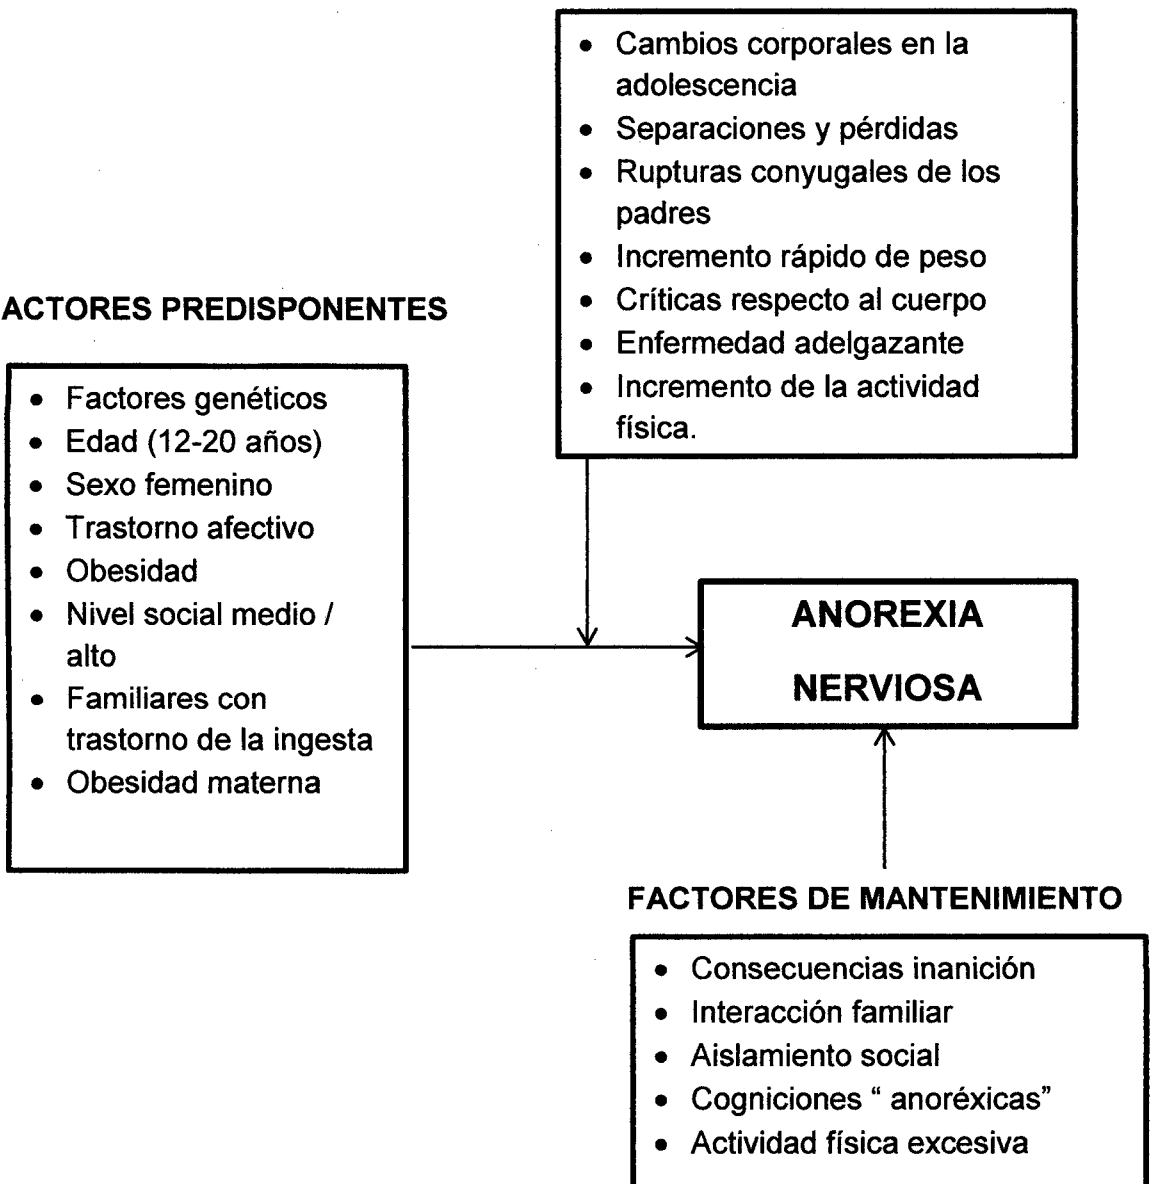 • Cambios corporales en la
adolescencia
• Separaciones y pérdidas
• Rupturas conyugales de los
padres
• Incremento rápido de peso
• Críticas respecto al cuerpo
• Enfermedad adelgazante
• Incremento de la actividad
física.
ACTORES PREDISPONENTES
• Factores genéticos
• Edad (12-20 años)
• Sexo femenino
• Trastorno afectivo
• Obesidad
• Nivel social medio /
alto
• Familiares con
trastorno de la ingesta
• Obesidad materna
ANOREXIA
NERVIOSA
FACTORES DE MANTENIMIENTO
• Consecuencias inanición
• Interacción familiar
• Aislamiento social
• Cogniciones “ anoréxicas”
• Actividad física excesiva